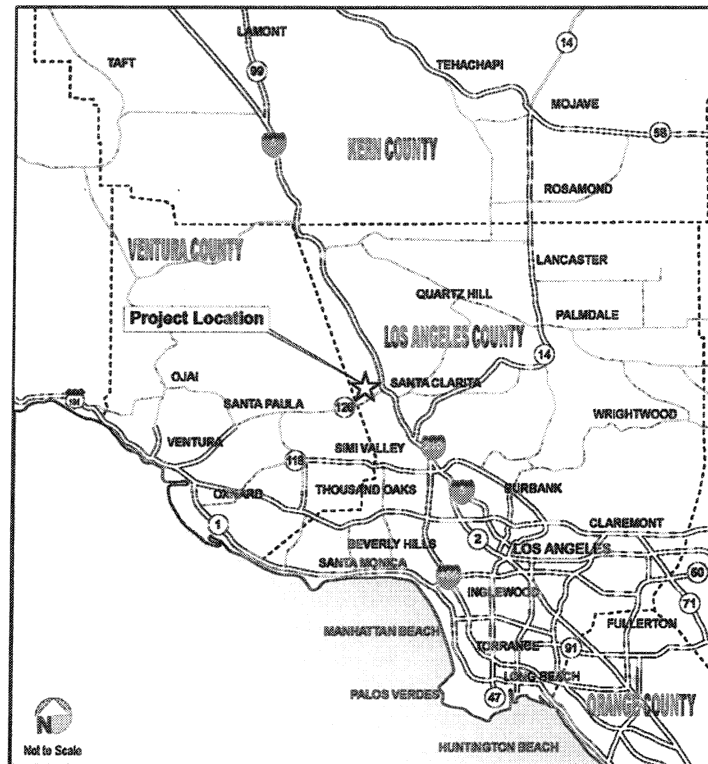 LAMONT
14
TAFT
TEHACHAPI
99
MOJAVE
58
KERN COUNTY
ROSAMOND
VENTURA COUNTY
LANCASTER
QUARTZ HILL
Project Location
PALMDALE
LOS ANGELES COUNTY
14
OJAI
SANTA CLARITA
SANTA PAULA
126
WRIGHTWOOD
VENTURA
SIMI VALLEY
118
BURBANK
OXNARD
THOUSAND OAKS
CLAREMONT
1
BEVERLY HILLS
2
LOS ANGELES
SANTA MONICA
60
INGLEWOOD
71
FULLERTON
MANHATTAN BEACH
TORRANCE
91
LONG BEACH
PALOS VERDES
47
ORANGE COUNTY
N
Not to Scale
HUNTINGTON BEACH